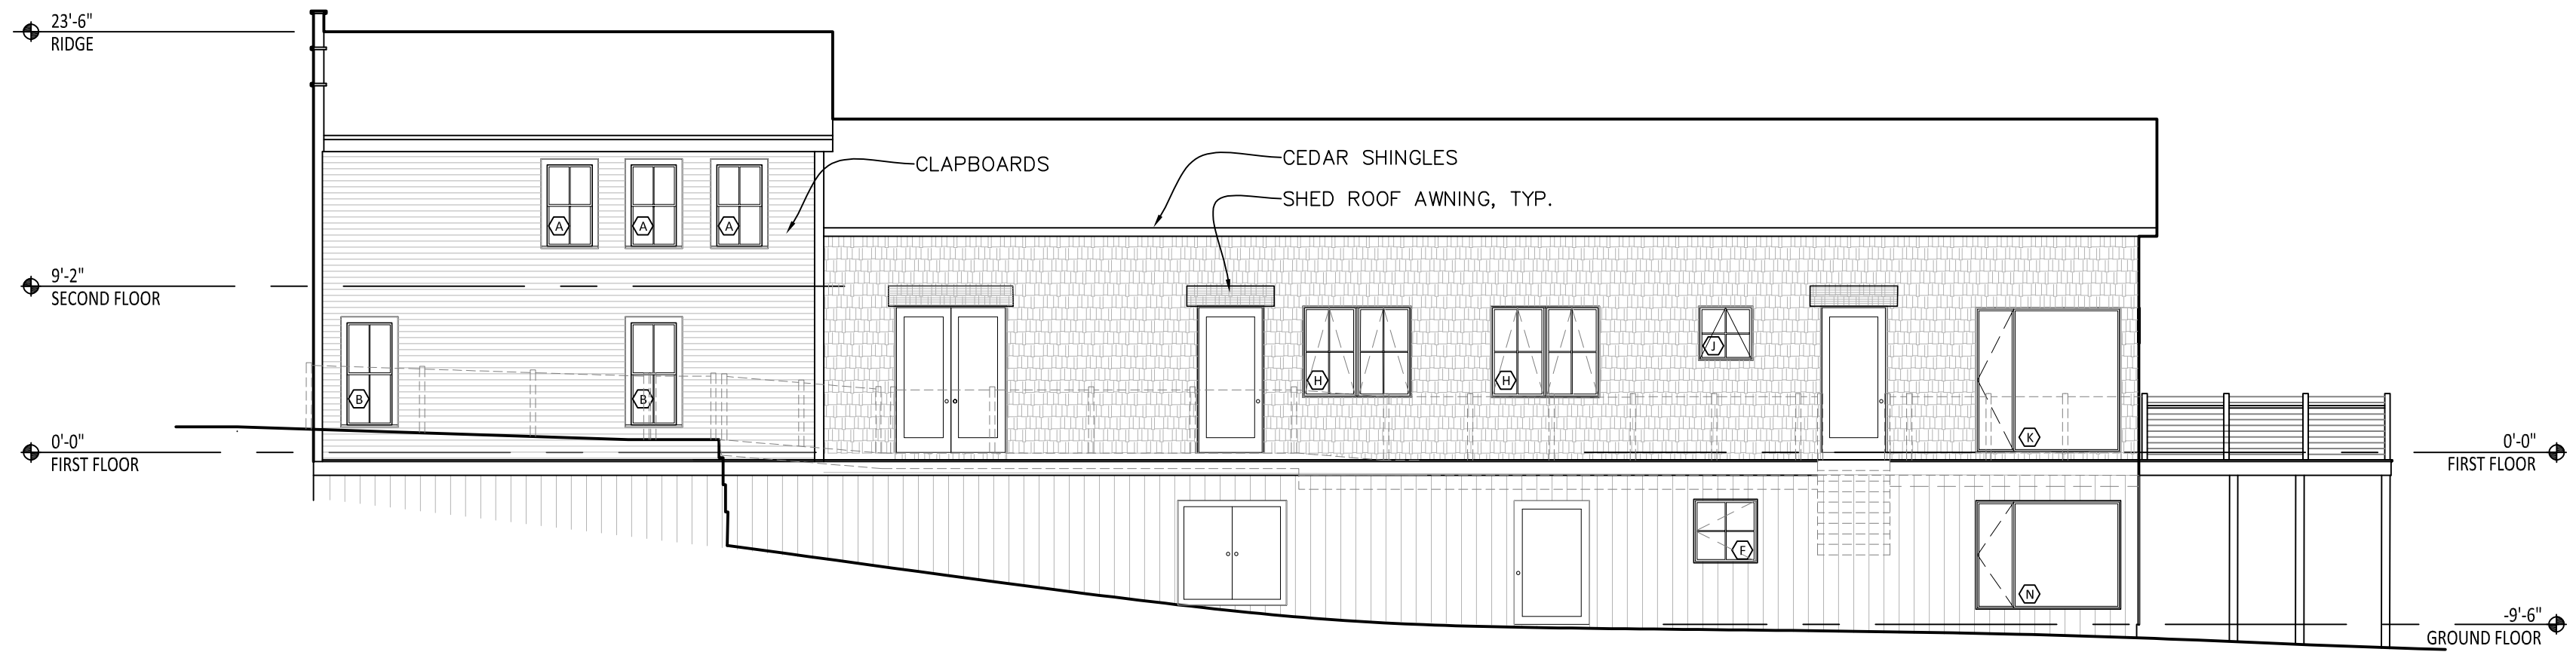 23'-6"
RIDGE
CLAPBOARDS
CEDAR SHINGLES
SHED ROOF AWNING, TYP.
A
A
A
9'-2"
SECOND FLOOR
J
H
H
B
B
K
0'-0"
FIRST FLOOR
0'-0"
FIRST FLOOR
F
N
-9'-6"
GROUND FLOOR